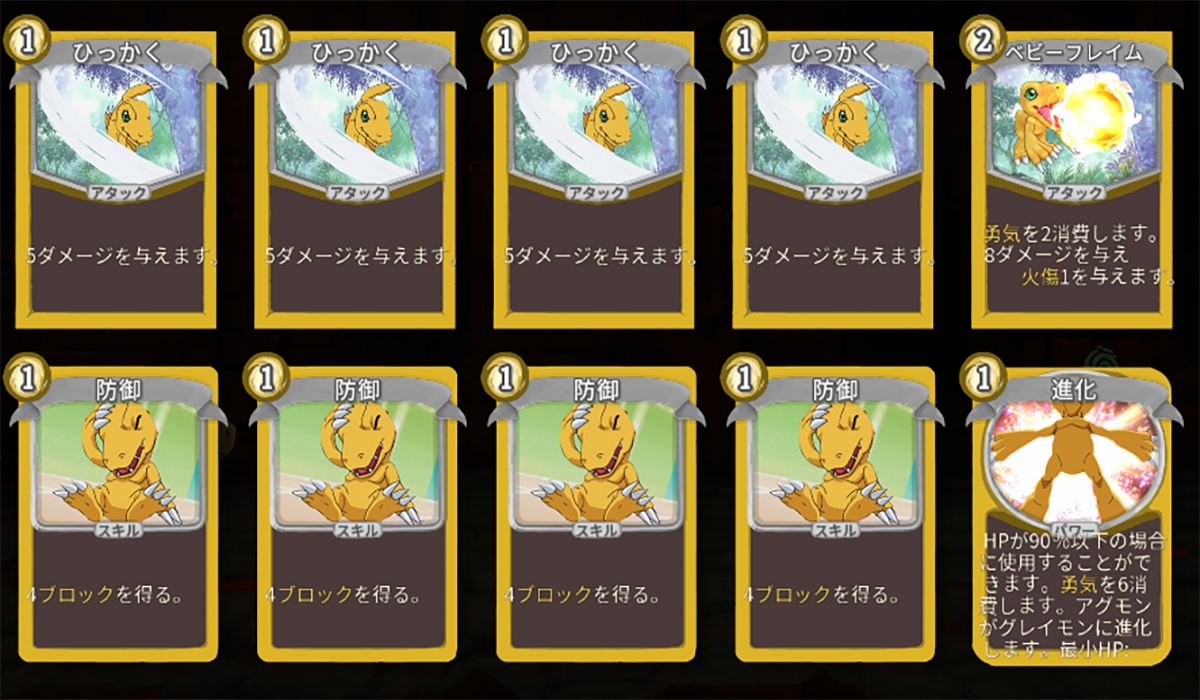 1
ひっかく
アタック
5ダメージを与えます。
1
ひっかく
アタック
5ダメージを与えます。
1
ひっかく
アタック
5ダメージを与えます。
1
ひっかく
アタック
5ダメージを与えます。
2
ベビーフレイム
アタック
勇気を2消費します。
8ダメージを与え
火傷1を与えます。
1
防御
スキル
4ブロックを得る。
1
防御
スキル
4ブロックを得る。
1
防御
スキル
4ブロックを得る。
1
防御
スキル
4ブロックを得る。
1
進化
パワー
HPが90%以下の場合
に使用することがで
きます。勇気を6消
費します。アグモン
がグレイモンに進化
します。最小HP: